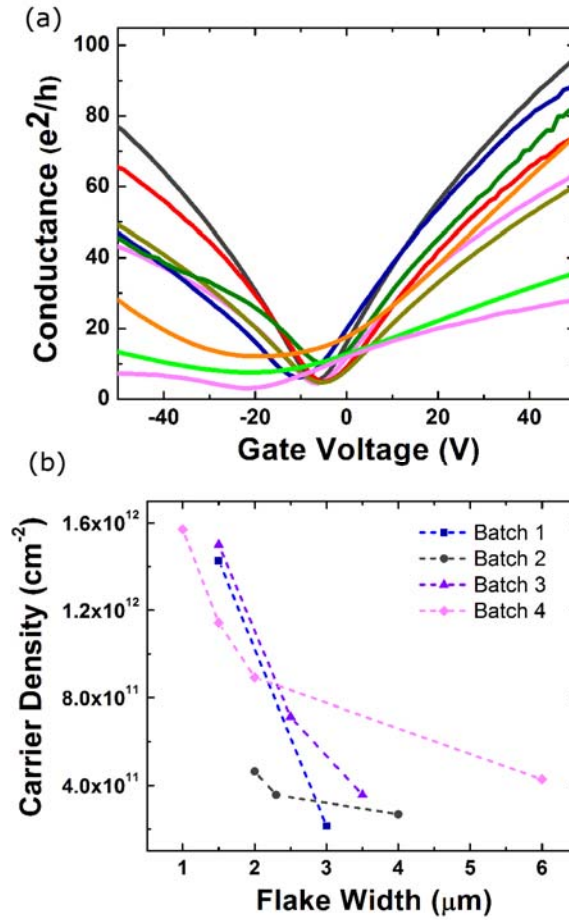 (a)
100
80
60
40
20
0
Conductance (e²/h)
-40 -20 0 20 40
Gate Voltage (V)
(b)
1.6x10¹²
1.2x10¹²
8.0x10¹¹
4.0x10¹¹
Carrier Density (cm⁻²)
Batch 1
Batch 2
Batch 3
Batch 4
1 2 3 4 5 6
Flake Width (μm)